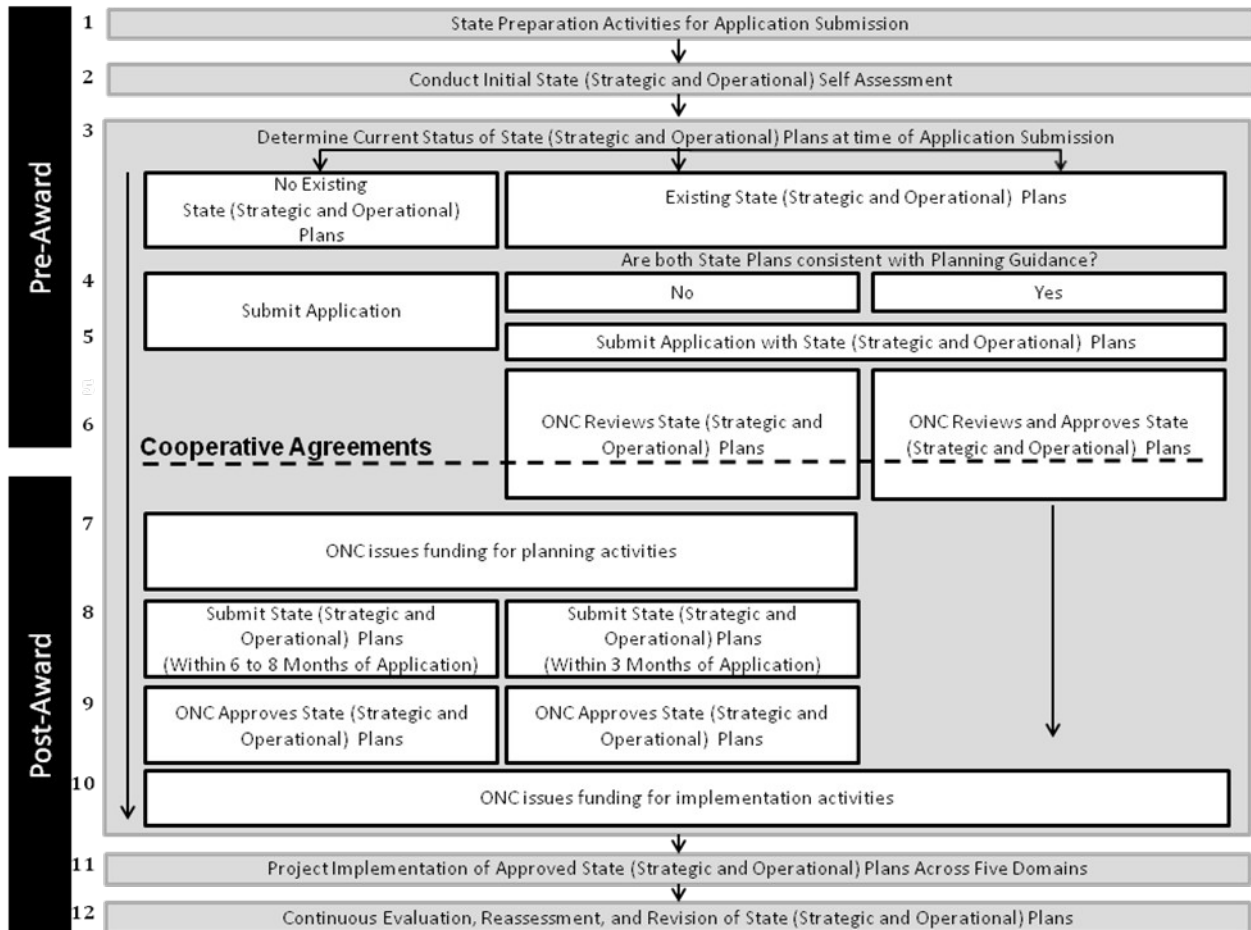 Pre-Award
1
State Preparation Activities for Application Submission
2
Conduct Initial State (Strategic and Operational) Self Assessment
3
Determine Current Status of State (Strategic and Operational) Plans at time of Application Submission
No Existing
State (Strategic and Operational)
Plans
Existing State (Strategic and Operational) Plans
Are both State Plans consistent with Planning Guidance?
4
Submit Application
No
Yes
5
Submit Application with State (Strategic and Operational) Plans
6
ONC Reviews State (Strategic and
Operational) Plans
ONC Reviews and Approves State
(Strategic and Operational) Plans
Cooperative Agreements
Post-Award
7
ONC issues funding for planning activities
8
Submit State (Strategic and
Operational) Plans
(Within 6 to 8 Months of Application)
Submit State (Strategic and
Operational) Plans
(Within 3 Months of Application)
9
ONC Approves State (Strategic and
Operational) Plans
ONC Approves State (Strategic and
Operational) Plans
10
ONC issues funding for implementation activities
11
Project Implementation of Approved State (Strategic and Operational) Plans Across Five Domains
12
Continuous Evaluation, Reassessment, and Revision of State (Strategic and Operational) Plans